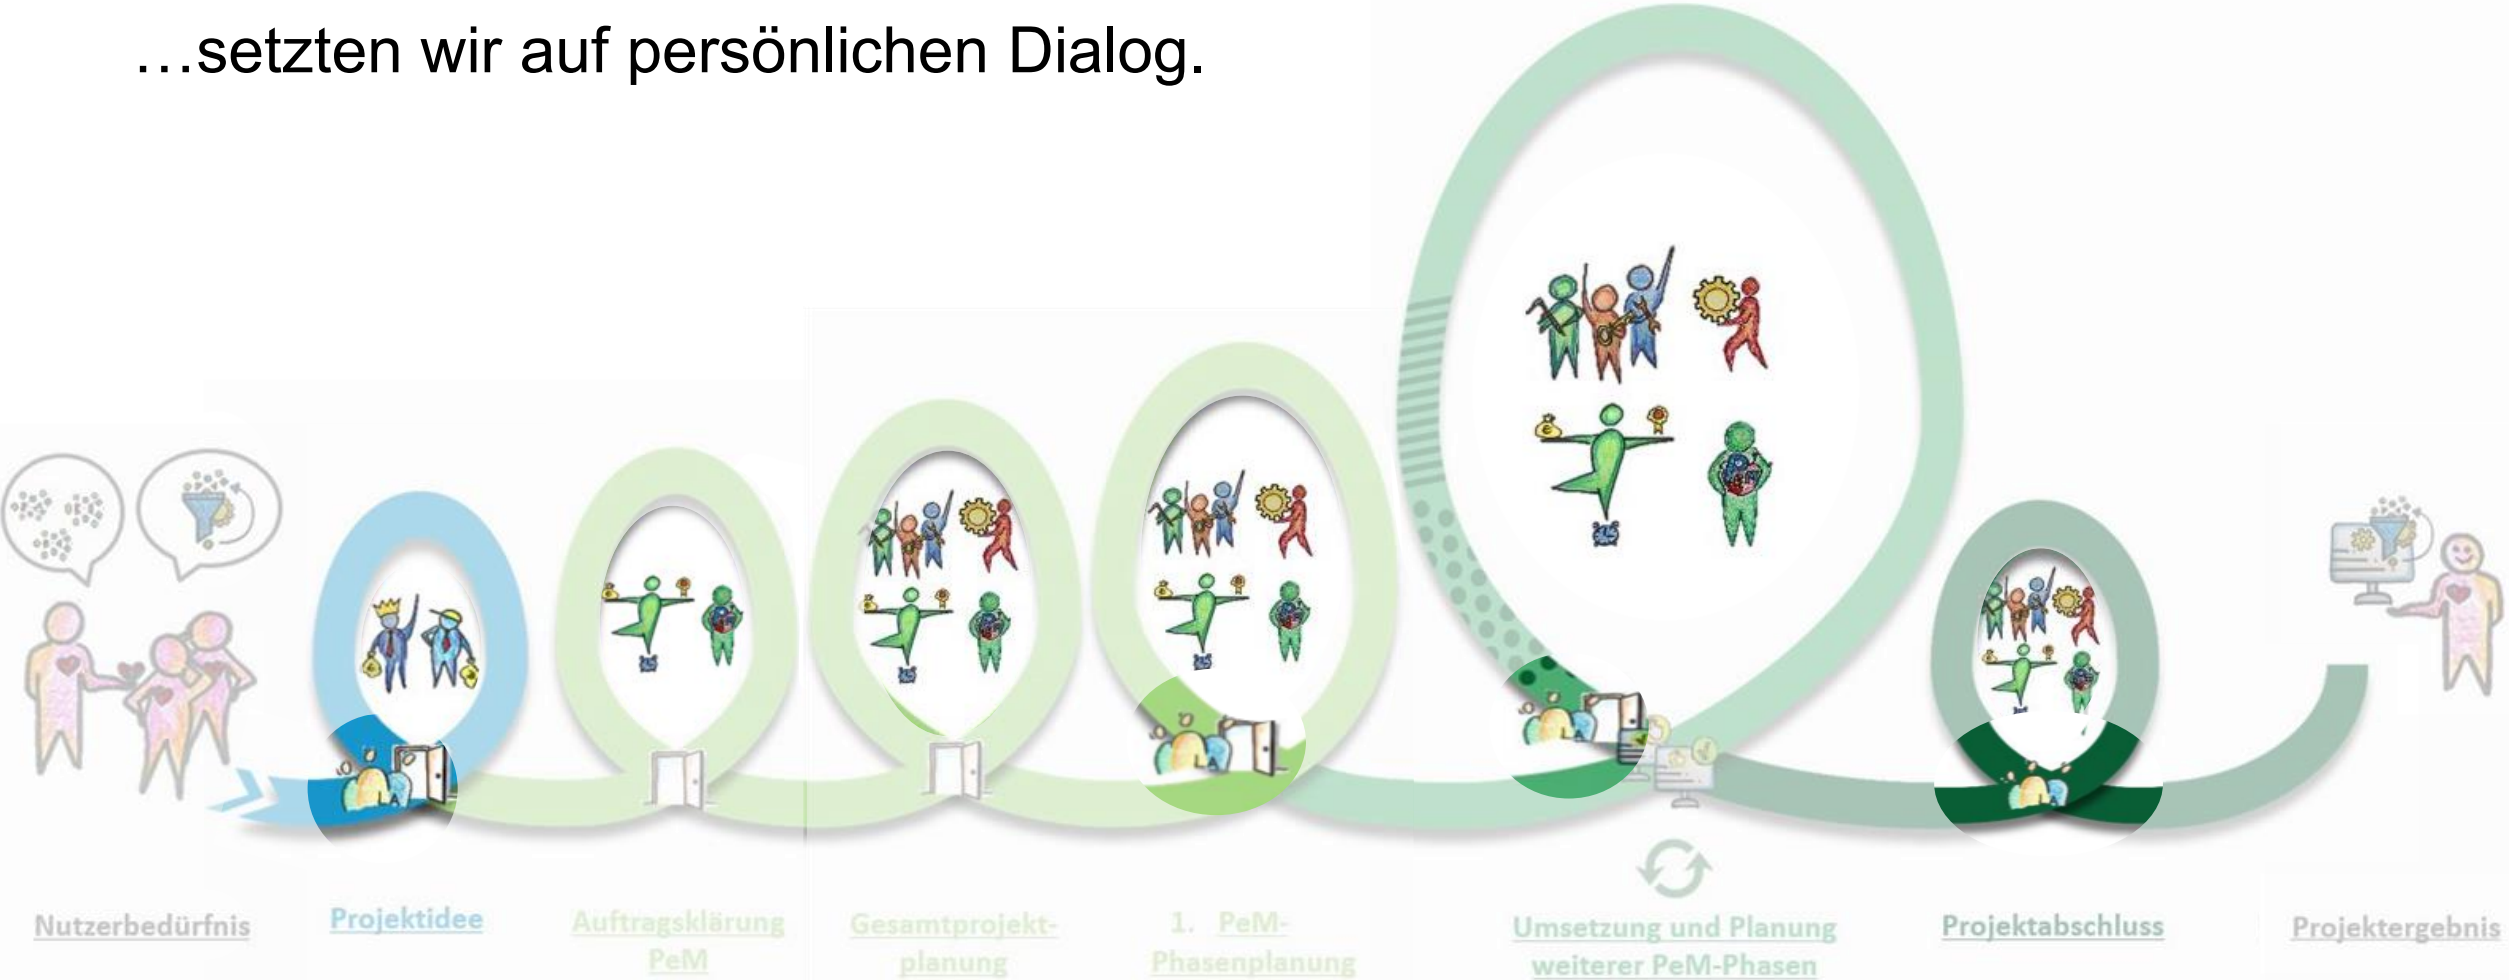 …setzten wir auf persönlichen Dialog.
Nutzerbedürfnis
Projektidee
Auftragsklärung
PeM
Gesamtprojekt-
planung
1. PeM-
Phasenplanung
Umsetzung und Planung
weiterer PeM-Phasen
Projektabschluss
Projektergebnis